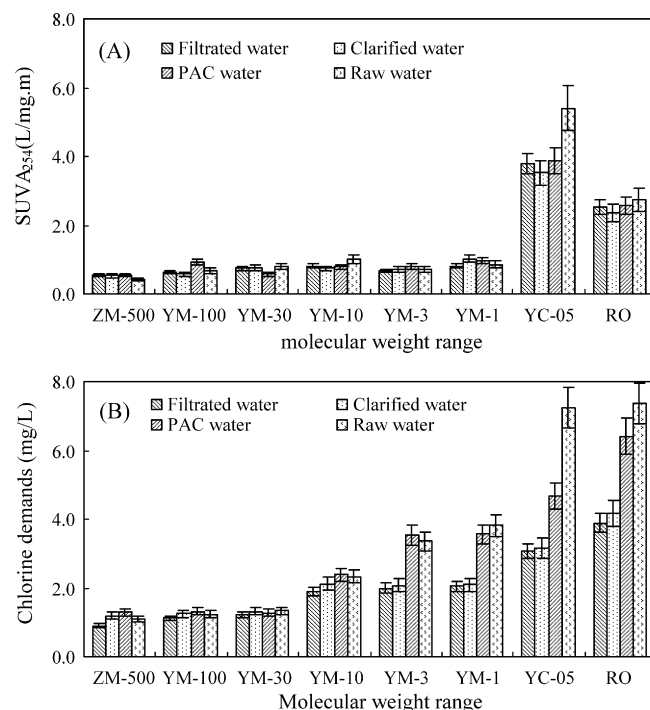 8.0
(A)
Filtrated water
Clarified water
PAC water
Raw water
6.0
4.0
2.0
0.0
SUVA254(L/mg.m)
ZM-500 YM-100 YM-30 YM-10 YM-3 YM-1 YC-05 RO
molecular weight range
8.0
(B)
Filtrated water
Clarified water
PAC water
Raw water
6.0
4.0
2.0
0.0
Chlorine demands (mg/L)
ZM-500 YM-100 YM-30 YM-10 YM-3 YM-1 YC-05 RO
Molecular weight range